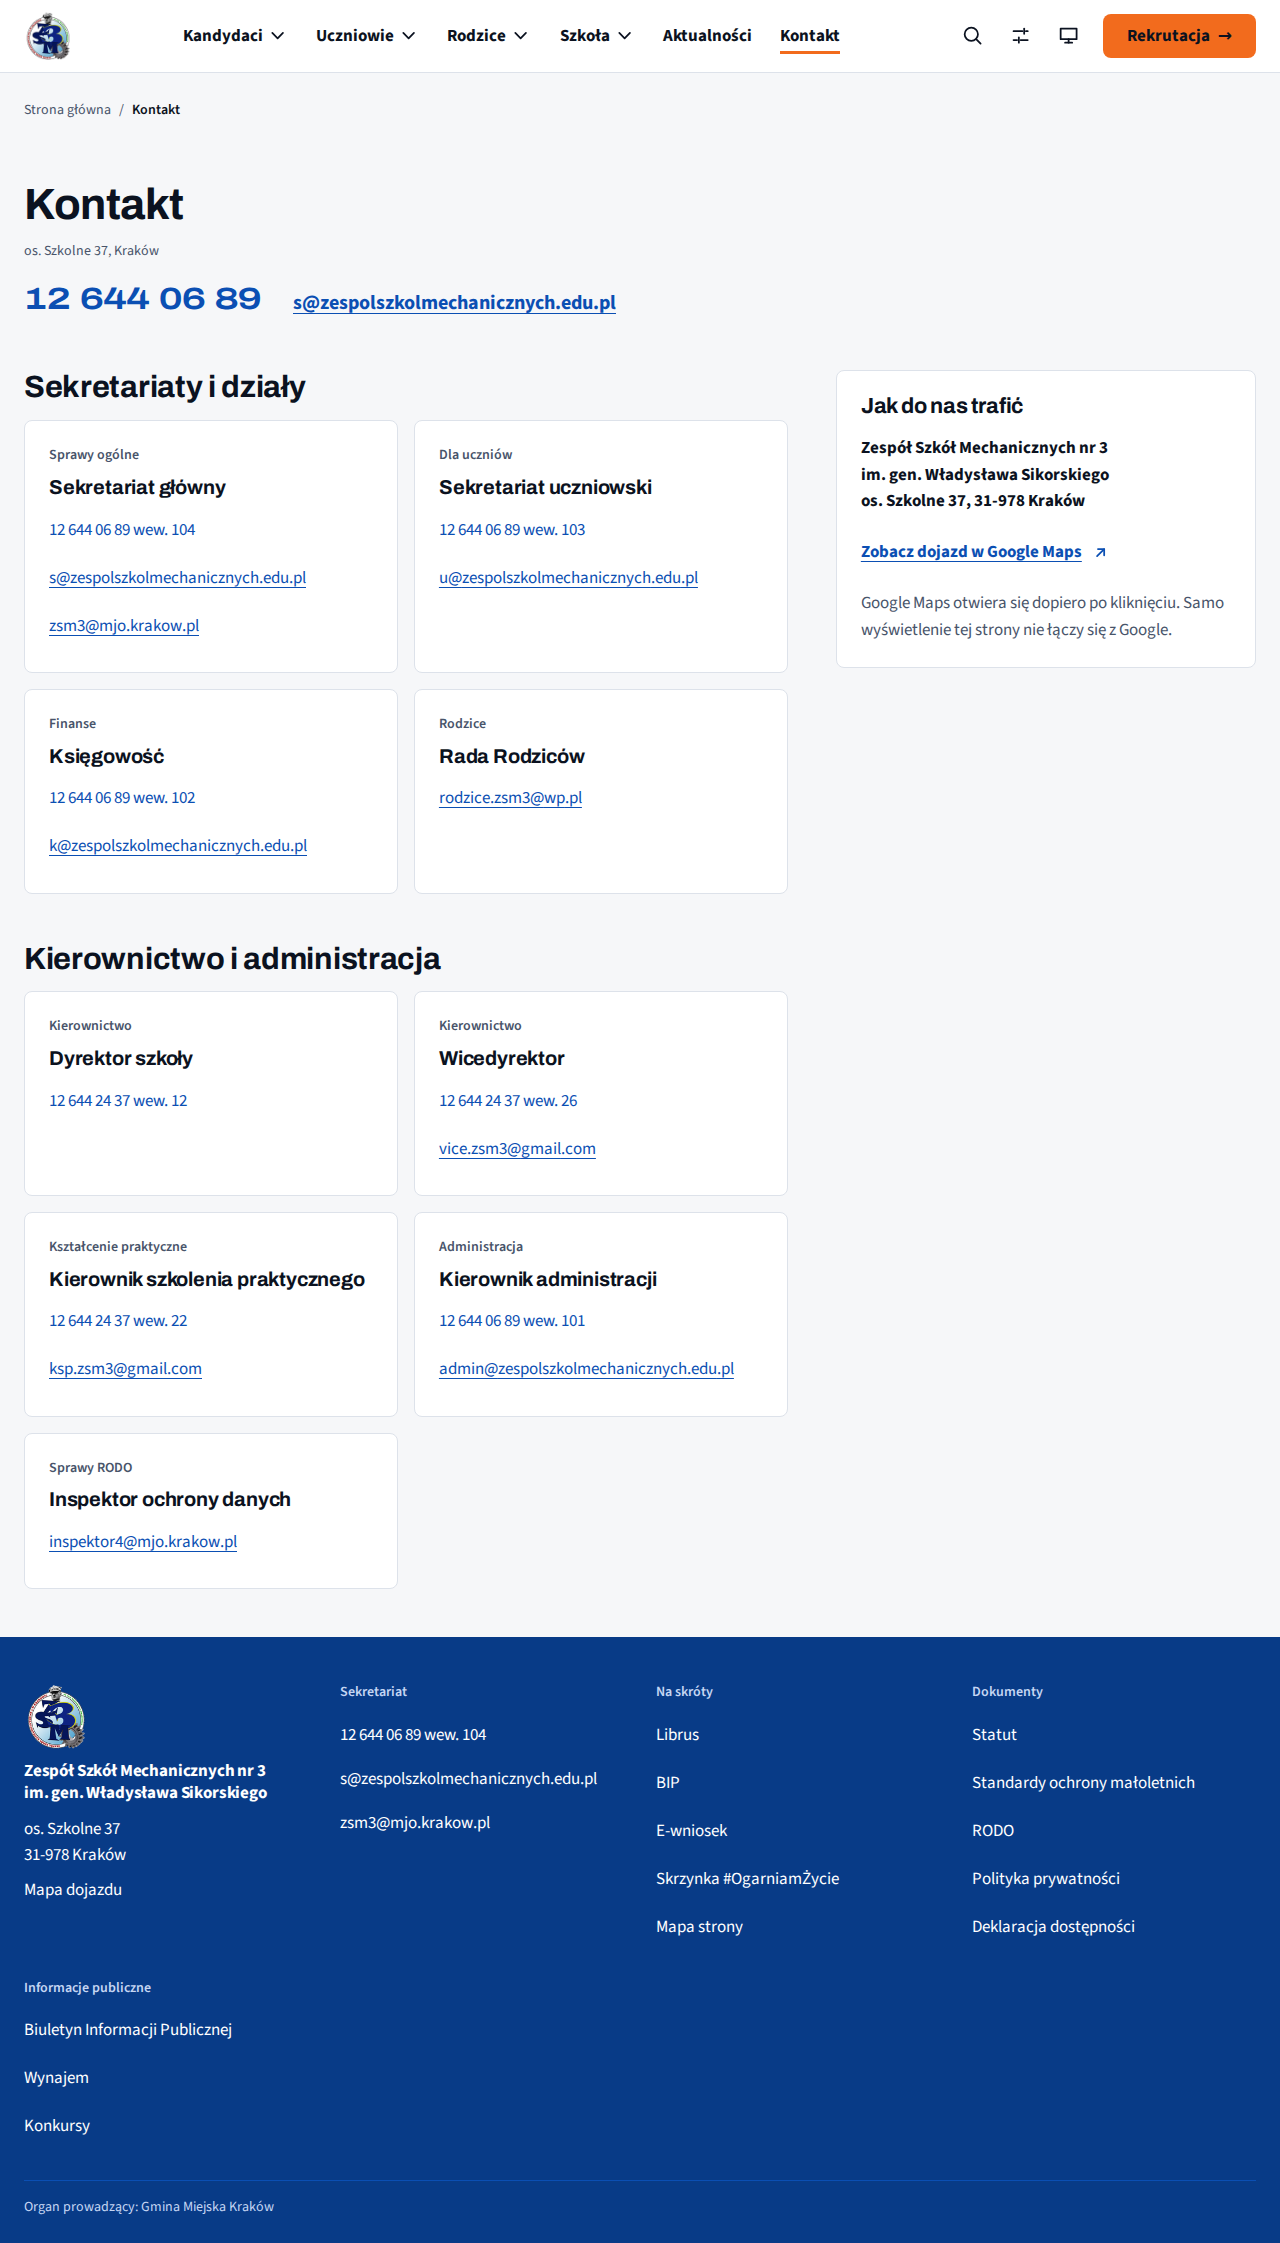 Kandydaci
Uczniowie
Rodzice
Szkoła
Aktualności
Kontakt
Rekrutacja →
Strona główna / Kontakt
Kontakt
os. Szkolne 37, Kraków
12 644 06 89
s@zespolszkolmechanicznych.edu.pl
Sekretariaty i działy
Sprawy ogólne
Sekretariat główny
12 644 06 89 wew. 104
s@zespolszkolmechanicznych.edu.pl
zsm3@mjo.krakow.pl
Dla uczniów
Sekretariat uczniowski
12 644 06 89 wew. 103
u@zespolszkolmechanicznych.edu.pl
Finanse
Księgowość
12 644 06 89 wew. 102
k@zespolszkolmechanicznych.edu.pl
Rodzice
Rada Rodziców
rodzice.zsm3@wp.pl
Jak do nas trafić
Zespół Szkół Mechanicznych nr 3
im. gen. Władysława Sikorskiego
os. Szkolne 37, 31-978 Kraków
Zobacz dojazd w Google Maps
Google Maps otwiera się dopiero po kliknięciu. Samo
wyświetlenie tej strony nie łączy się z Google.
Kierownictwo i administracja
Kierownictwo
Dyrektor szkoły
12 644 24 37 wew. 12
Kierownictwo
Wicedyrektor
12 644 24 37 wew. 26
vice.zsm3@gmail.com
Kształcenie praktyczne
Kierownik szkolenia praktycznego
12 644 24 37 wew. 22
ksp.zsm3@gmail.com
Administracja
Kierownik administracji
12 644 06 89 wew. 101
admin@zespolszkolmechanicznych.edu.pl
Sprawy RODO
Inspektor ochrony danych
inspektor4@mjo.krakow.pl
Zespół Szkół Mechanicznych nr 3
im. gen. Władysława Sikorskiego
os. Szkolne 37
31-978 Kraków
Mapa dojazdu
Sekretariat
12 644 06 89 wew. 104
s@zespolszkolmechanicznych.edu.pl
zsm3@mjo.krakow.pl
Na skróty
Librus
BIP
E-wniosek
Skrzynka #OgarniamŻycie
Mapa strony
Dokumenty
Statut
Standardy ochrony małoletnich
RODO
Polityka prywatności
Deklaracja dostępności
Informacje publiczne
Biuletyn Informacji Publicznej
Wynajem
Konkursy
Organ prowadzący: Gmina Miejska Kraków